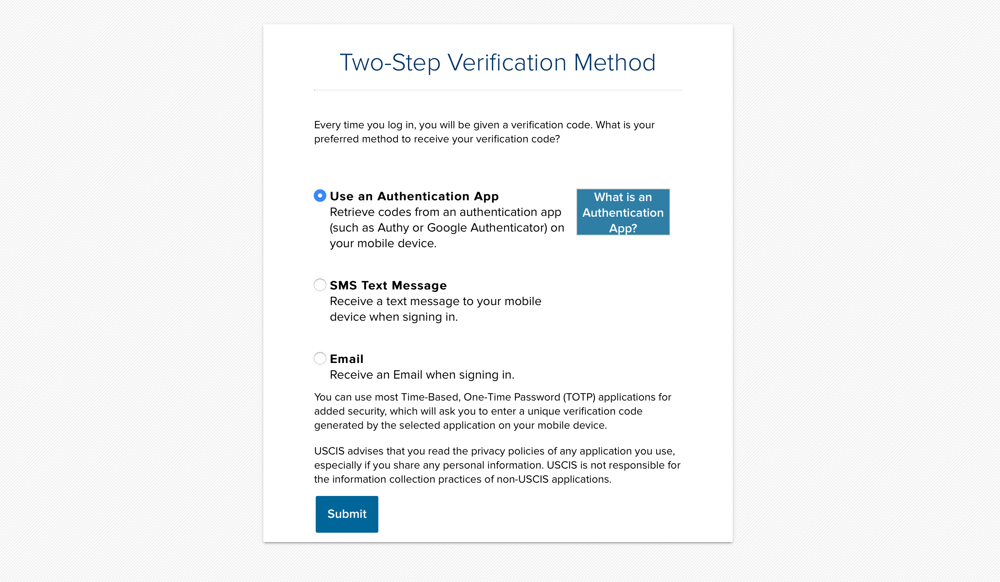 Two-Step Verification Method
Every time you log in, you will be given a verification code. What is your
preferred method to receive your verification code?
Use an Authentication App
Retrieve codes from an authentication app
(such as Authy or Google Authenticator) on
your mobile device.
What is an
Authentication
App?
SMS Text Message
Receive a text message to your mobile
device when signing in.
Email
Receive an Email when signing in.
You can use most Time-Based, One-Time Password (TOTP) applications for
added security, which will ask you to enter a unique verification code
generated by the selected application on your mobile device.
USCIS advises that you read the privacy policies of any application you use,
especially if you share any personal information. USCIS is not responsible for
the information collection practices of non-USCIS applications.
Submit